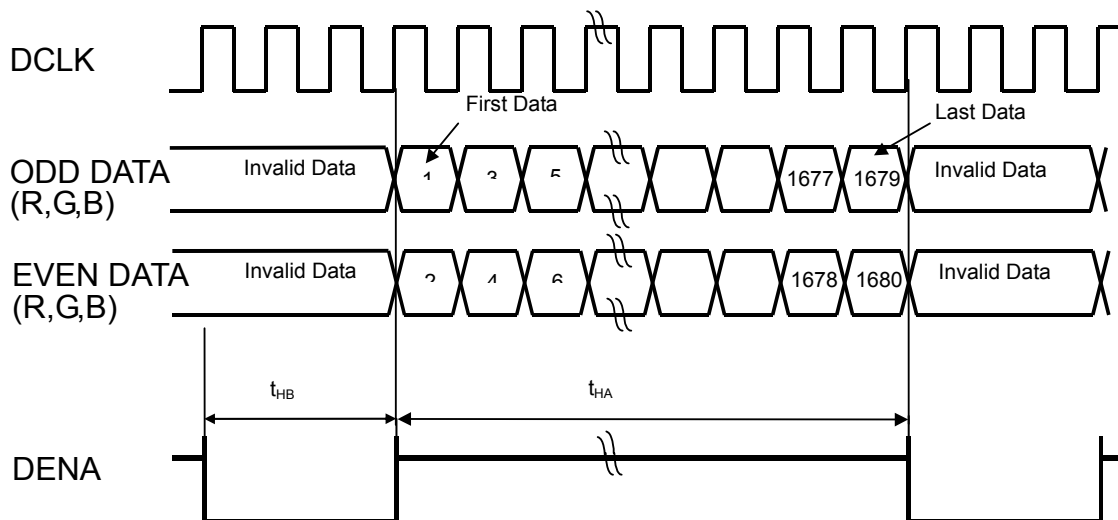 DCLK
First Data
Last Data
ODD DATA
(R,G,B)
Invalid Data
1 3 5 1677 1679
Invalid Data
EVEN DATA
(R,G,B)
Invalid Data
2 4 6 1678 1680
Invalid Data
tHB
tHA
DENA